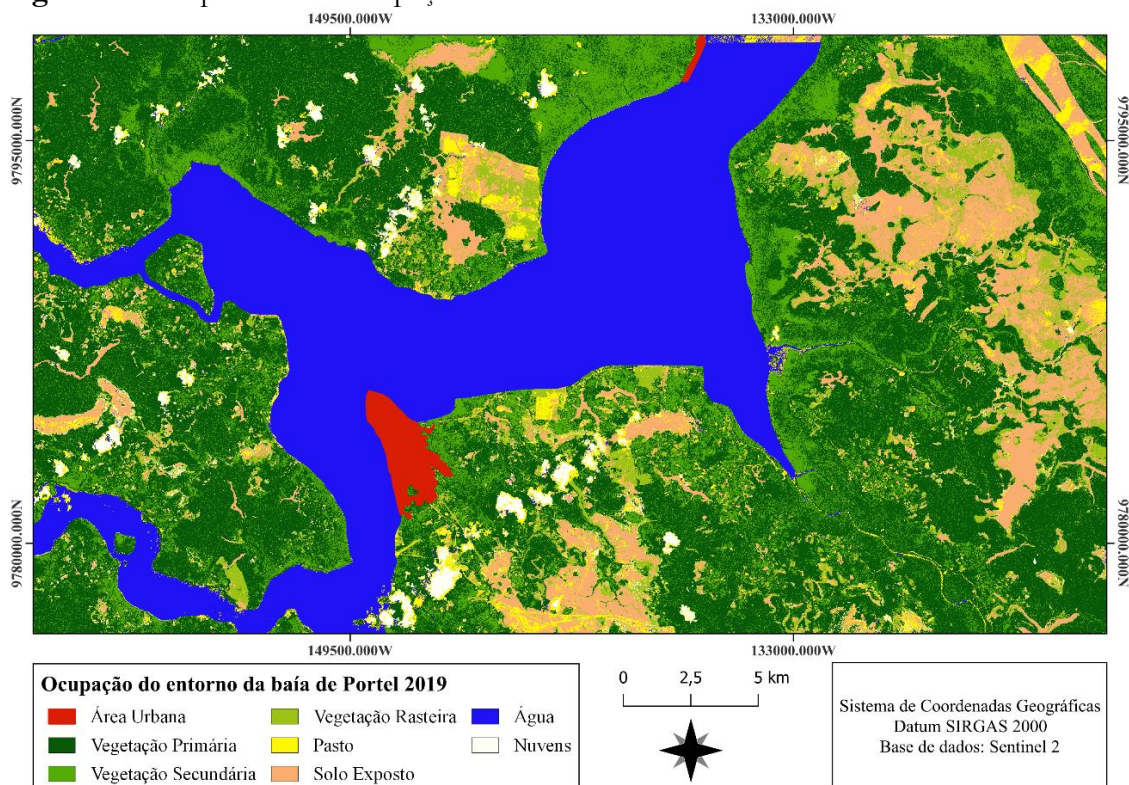 149500.000W 133000.000W
9795000.000N 9795000.000N
9780000.000N 9780000.000N
149500.000W 133000.000W
Ocupação do entorno da baía de Portel 2019
Área Urbana
Vegetação Primária
Vegetação Secundária
Vegetação Rasteira
Pasto
Solo Exposto
Água
Nuvens
0 2,5 5 km
Sistema de Coordenadas Geográficas
Datum SIRGAS 2000
Base de dados: Sentinel 2